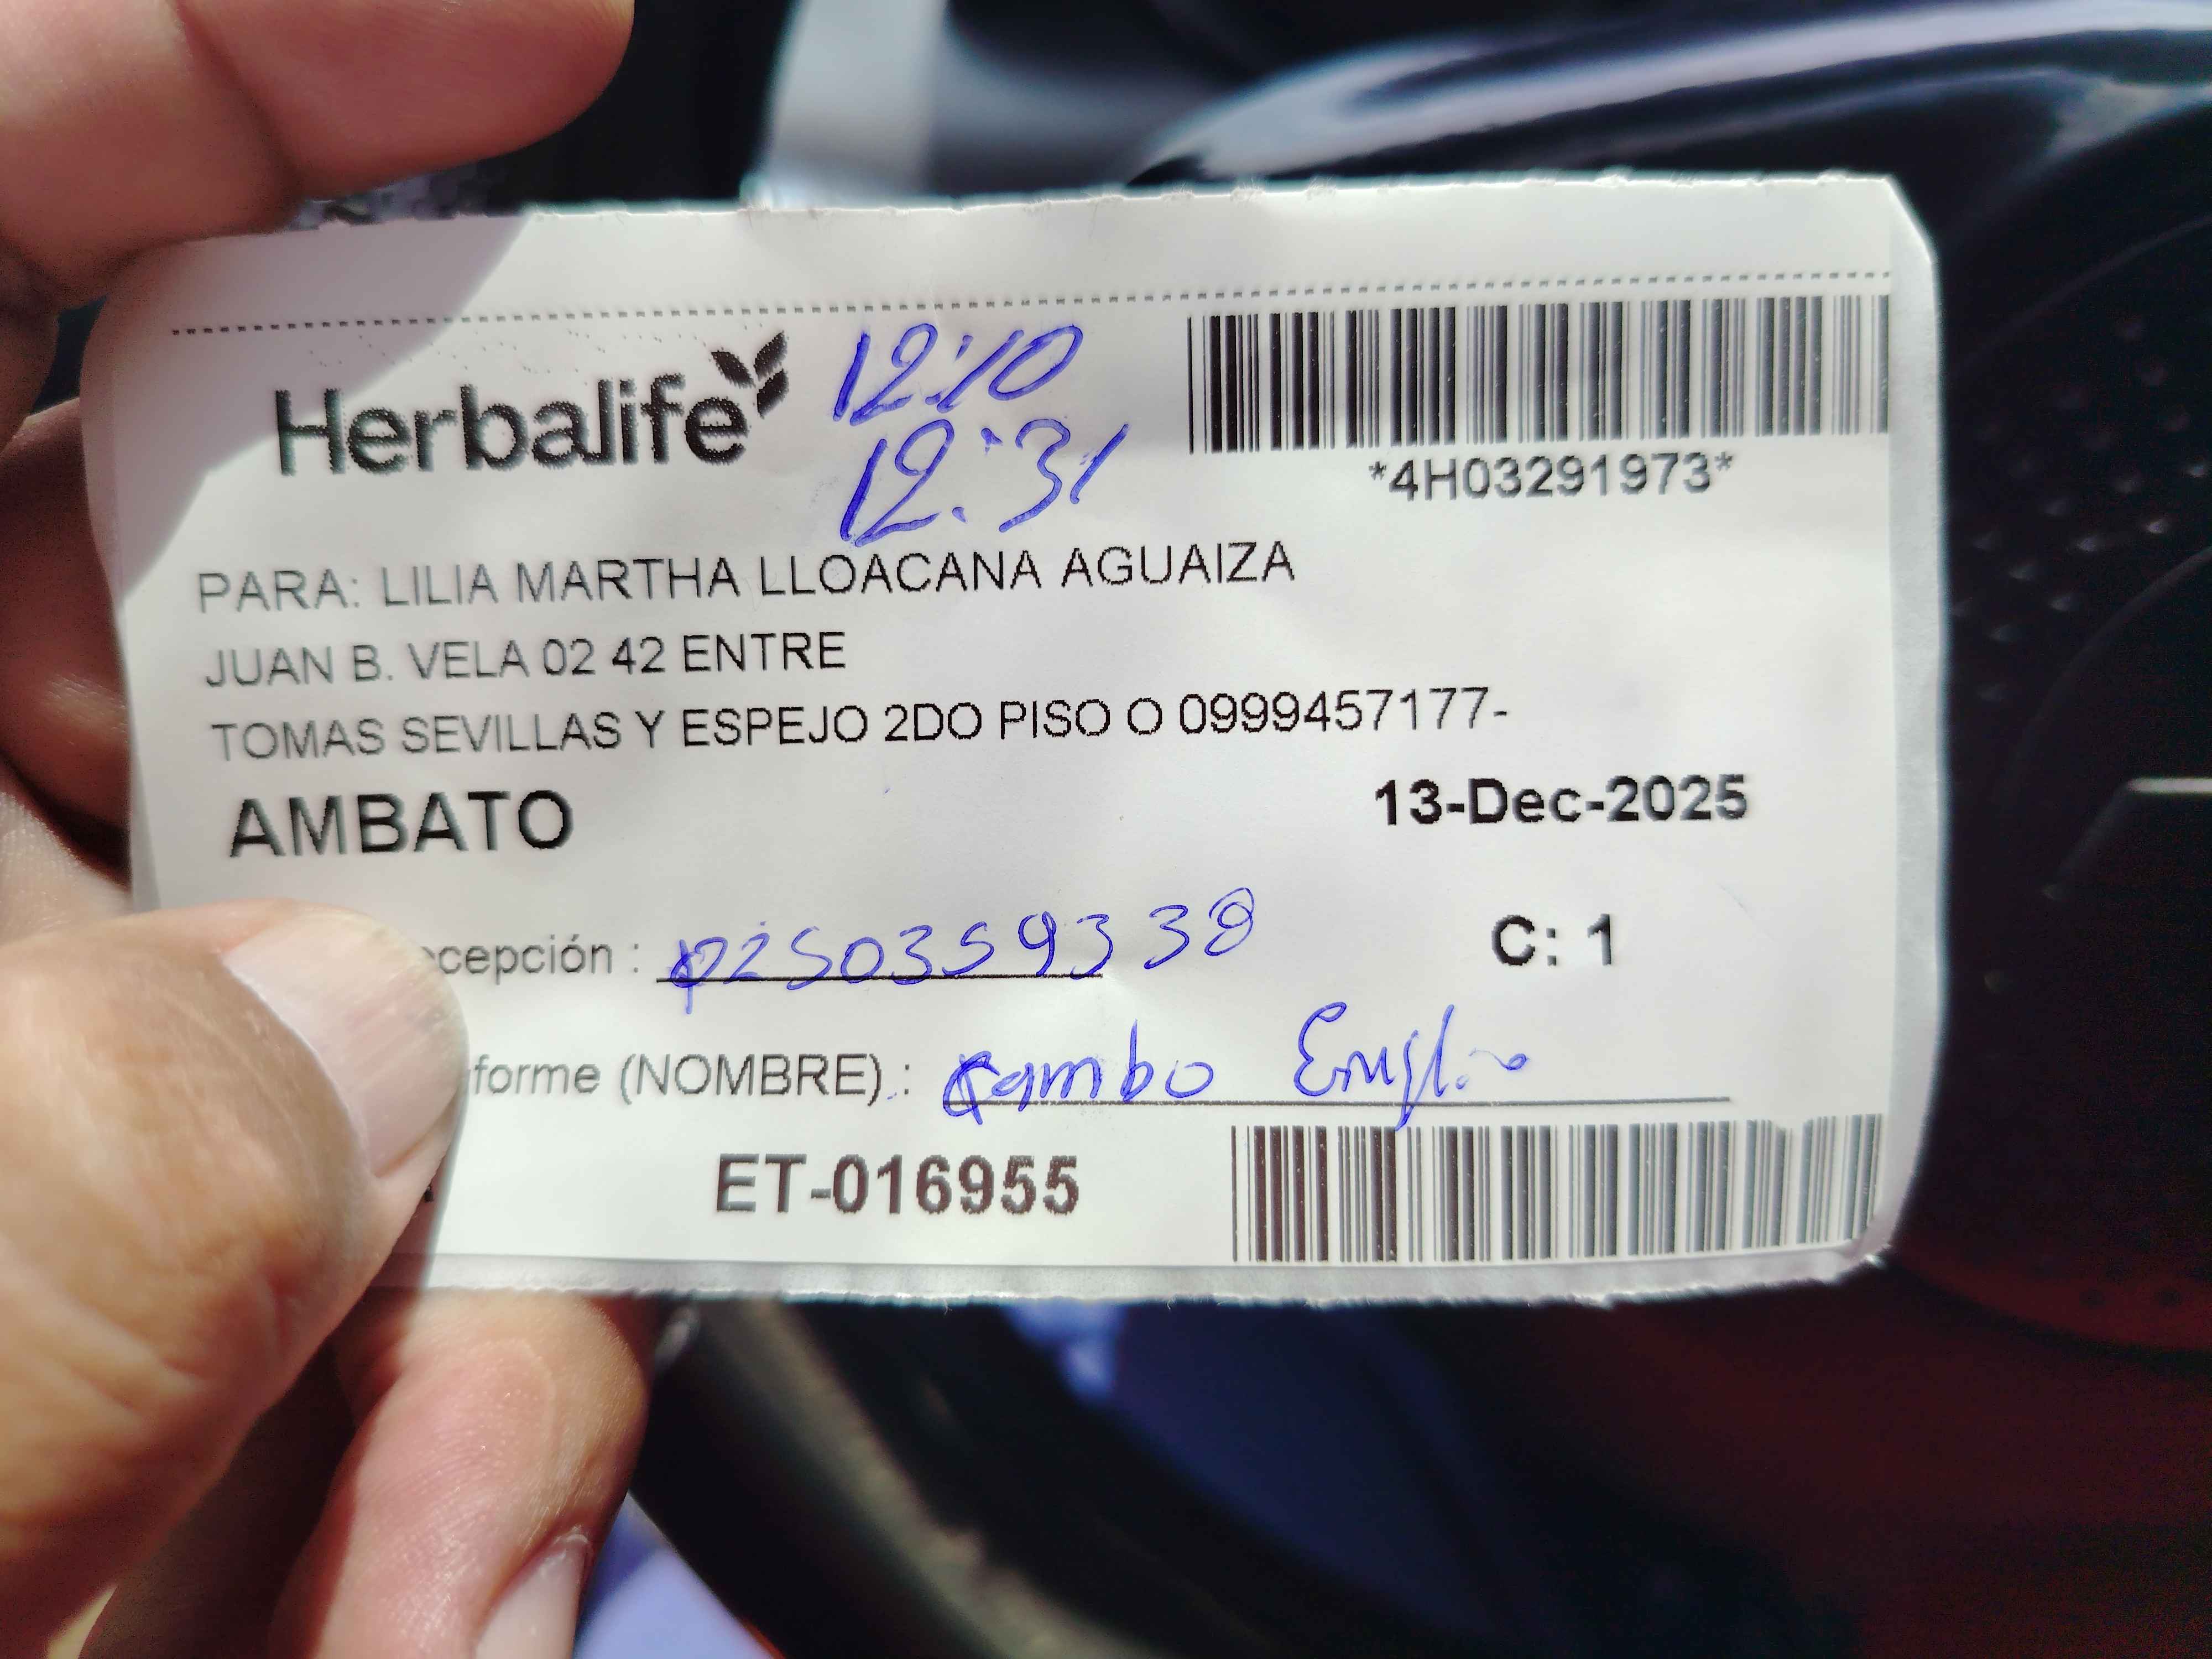 Herbalife
12:10
12:31
*4H03291973*
PARA: LILIA MARTHA LLOACANA AGUAIZA
JUAN B. VELA 02 42 ENTRE
TOMAS SEVILLAS Y ESPEJO 2DO PISO O 0999457177-
AMBATO
13-Dec-2025
cepción :
C: 1
forme (NOMBRE) :
ET-016955